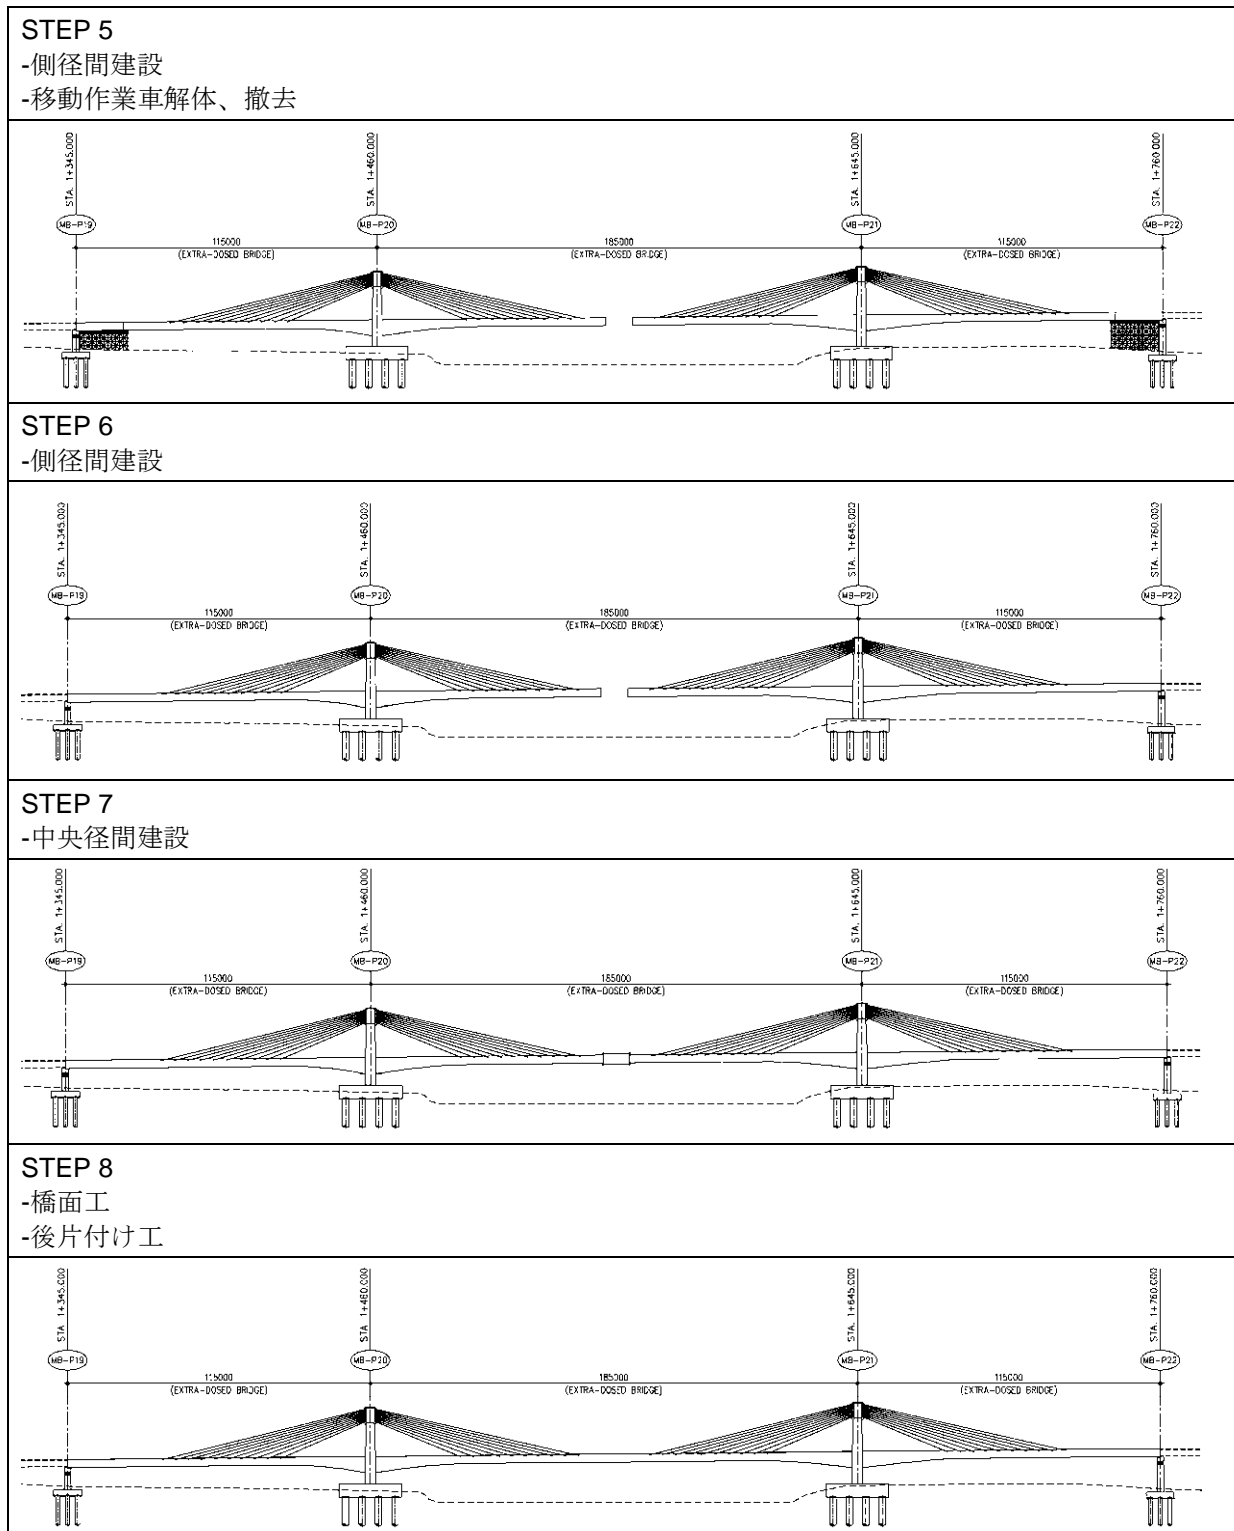 STEP 5
-側径間建設
-移動作業車解体、撤去
STA. 1+345.000
STA. 1+460.000
STA. 1+645.000
STA. 1+760.000
MB-P19
MB-P20
MB-P21
MB-P22
115000
185000
115000
(EXTRA-DOSED BRIDGE)
(EXTRA-DOSED BRIDGE)
(EXTRA-DOSED BRIDGE)
STEP 6
-側径間建設
STA. 1+345.000
STA. 1+460.000
STA. 1+645.000
STA. 1+760.000
MB-P19
MB-P20
MB-P21
MB-P22
115000
185000
115000
(EXTRA-DOSED BRIDGE)
(EXTRA-DOSED BRIDGE)
(EXTRA-DOSED BRIDGE)
STEP 7
-中央径間建設
STA. 1+345.000
STA. 1+460.000
STA. 1+645.000
STA. 1+760.000
MB-P19
MB-P20
MB-P21
MB-P22
115000
185000
115000
(EXTRA-DOSED BRIDGE)
(EXTRA-DOSED BRIDGE)
(EXTRA-DOSED BRIDGE)
STEP 8
-橋面工
-後片付け工
STA. 1+345.000
STA. 1+460.000
STA. 1+645.000
STA. 1+760.000
MB-P19
MB-P20
MB-P21
MB-P22
115000
185000
115000
(EXTRA-DOSED BRIDGE)
(EXTRA-DOSED BRIDGE)
(EXTRA-DOSED BRIDGE)